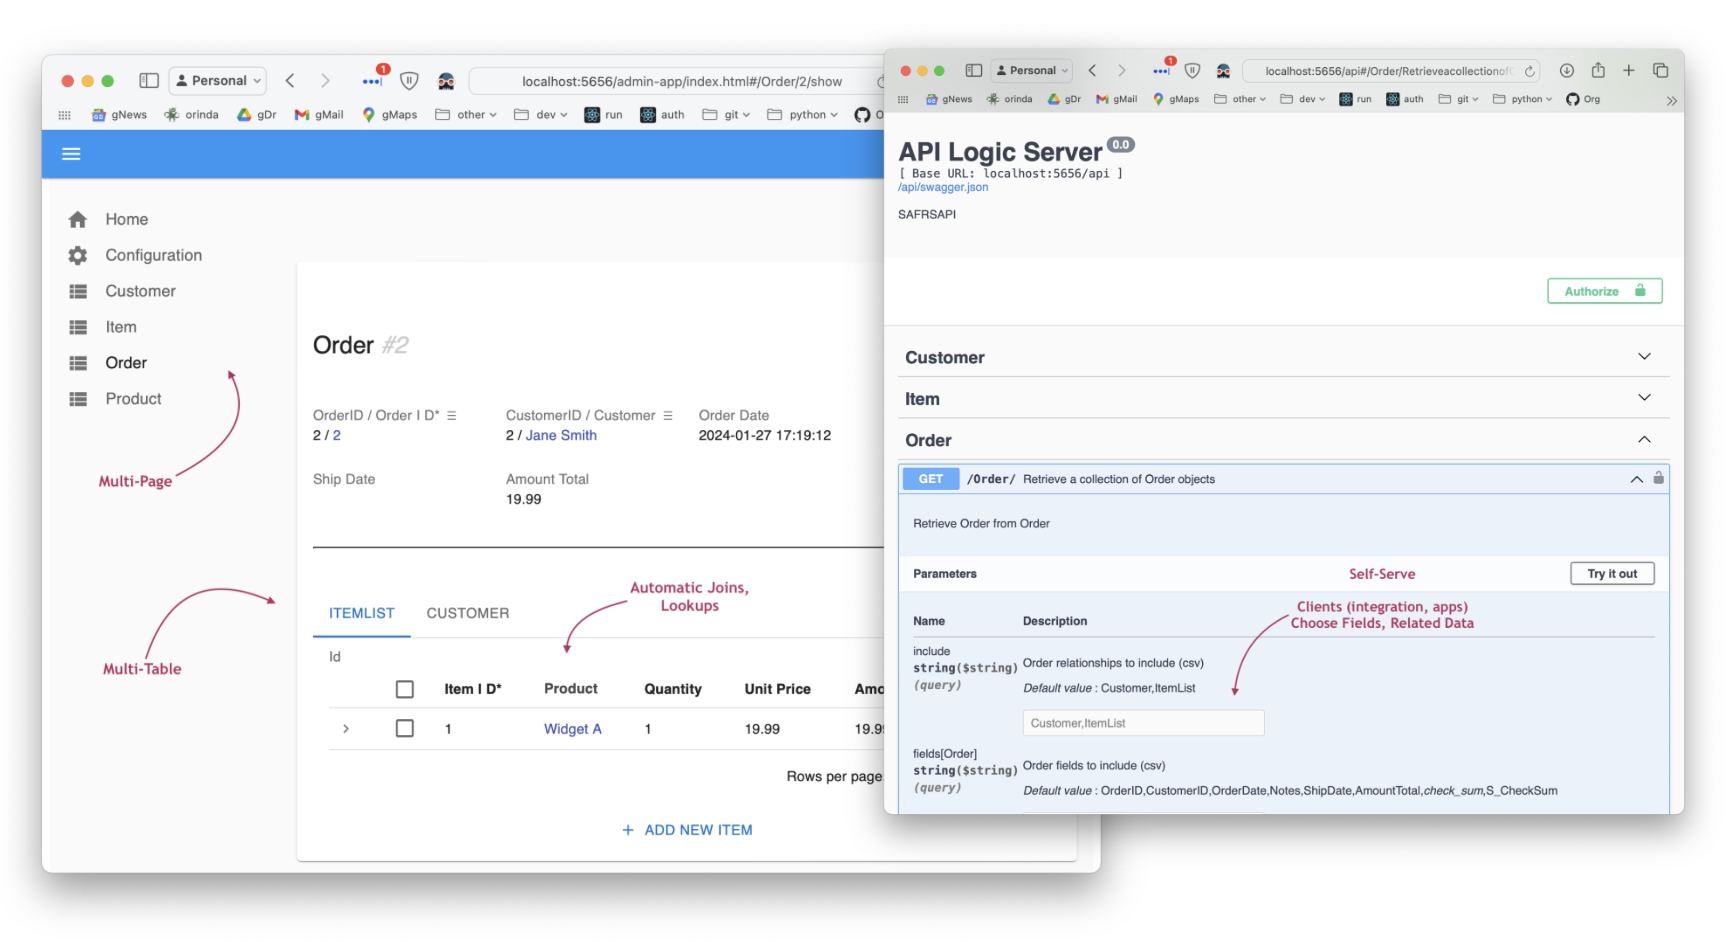 1
Personal
localhost:5656/admin-app/index.html#/Order/2/show
gNews orinda gDr gMail gMaps other dev run auth git python
Home
Configuration
Customer
Item
Order
Product
Multi-Page
Multi-Table
Order #2
OrderID / Order I D* CustomerID / Customer Order Date
2 / 2 2 / Jane Smith 2024-01-27 17:19:12
Ship Date Amount Total
19.99
Automatic Joins,
Lookups
ITEMLIST CUSTOMER
Id
Item I D* Product Quantity Unit Price Amo
1 Widget A 1 19.99 19.9
Rows per page
+ ADD NEW ITEM
1
Personal
localhost:5656/api#/Order/Retrieveacollectionof
gNews orinda gDr gMail gMaps other dev run auth git python Org
API Logic Server 0.0
[ Base URL: localhost:5656/api ]
/api/swagger.json
SAFRSAPI
Authorize
Customer
Item
Order
GET /Order/ Retrieve a collection of Order objects
Retrieve Order from Order
Parameters Self-Serve Try it out
Clients (integration, apps)
Choose Fields, Related Data
Name Description
include
string($string) Order relationships to include (csv)
(query) Default value : Customer,ItemList
Customer,ItemList
fields[Order]
string($string) Order fields to include (csv)
(query) Default value : OrderID,CustomerID,OrderDate,Notes,ShipDate,AmountTotal,check_sum,S_CheckSum